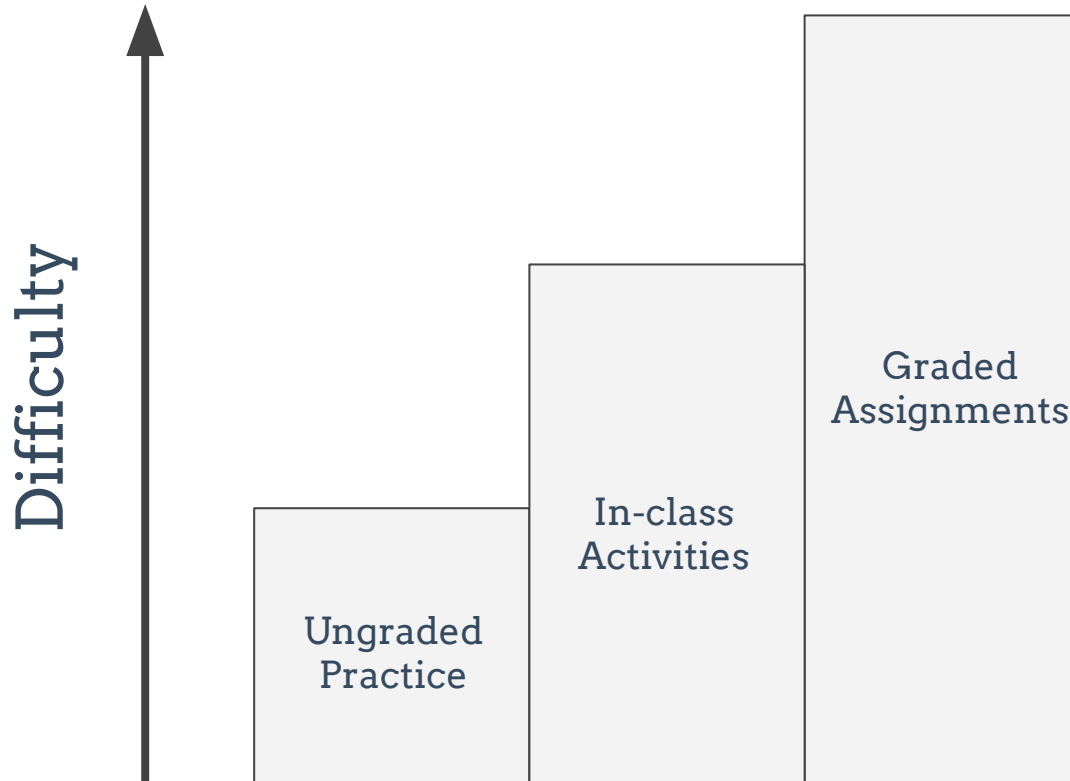 Difficulty
Ungraded
Practice
In-class
Activities
Graded
Assignments